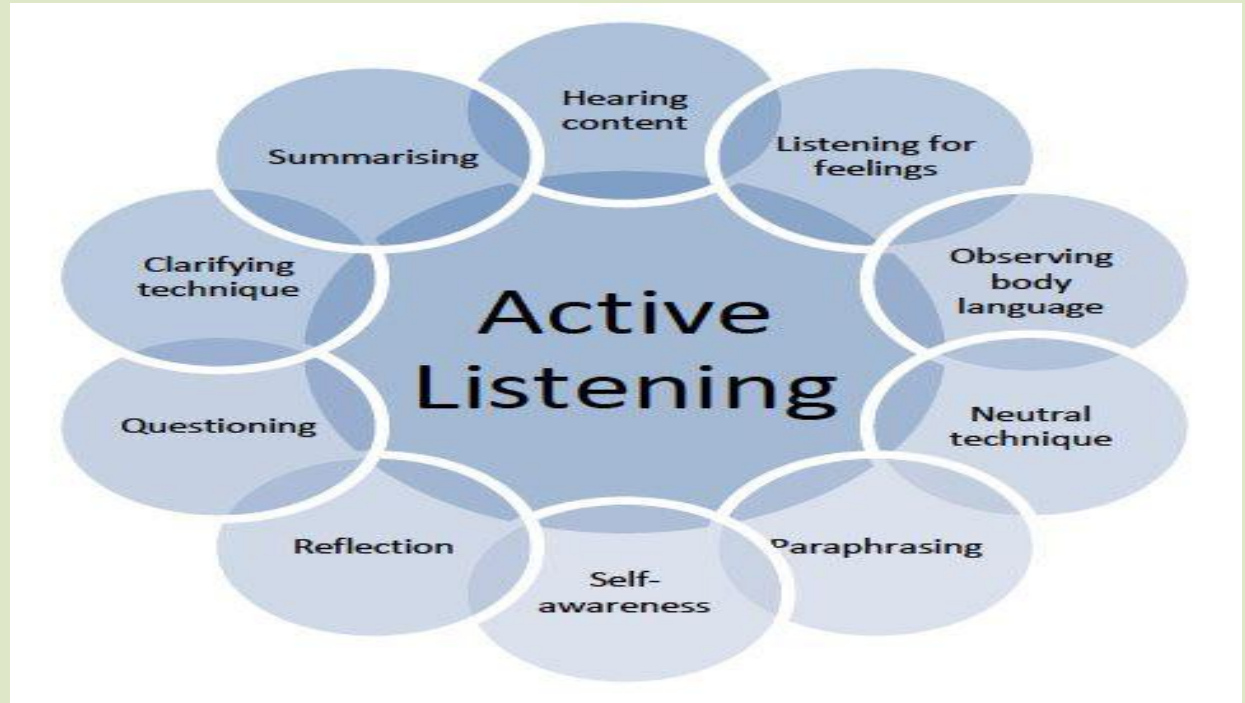 Hearing
content
Listening for
feelings
Observing
body
language
Neutral
technique
Paraphrasing
Self-
awareness
Reflection
Questioning
Clarifying
technique
Summarising
Active
Listening